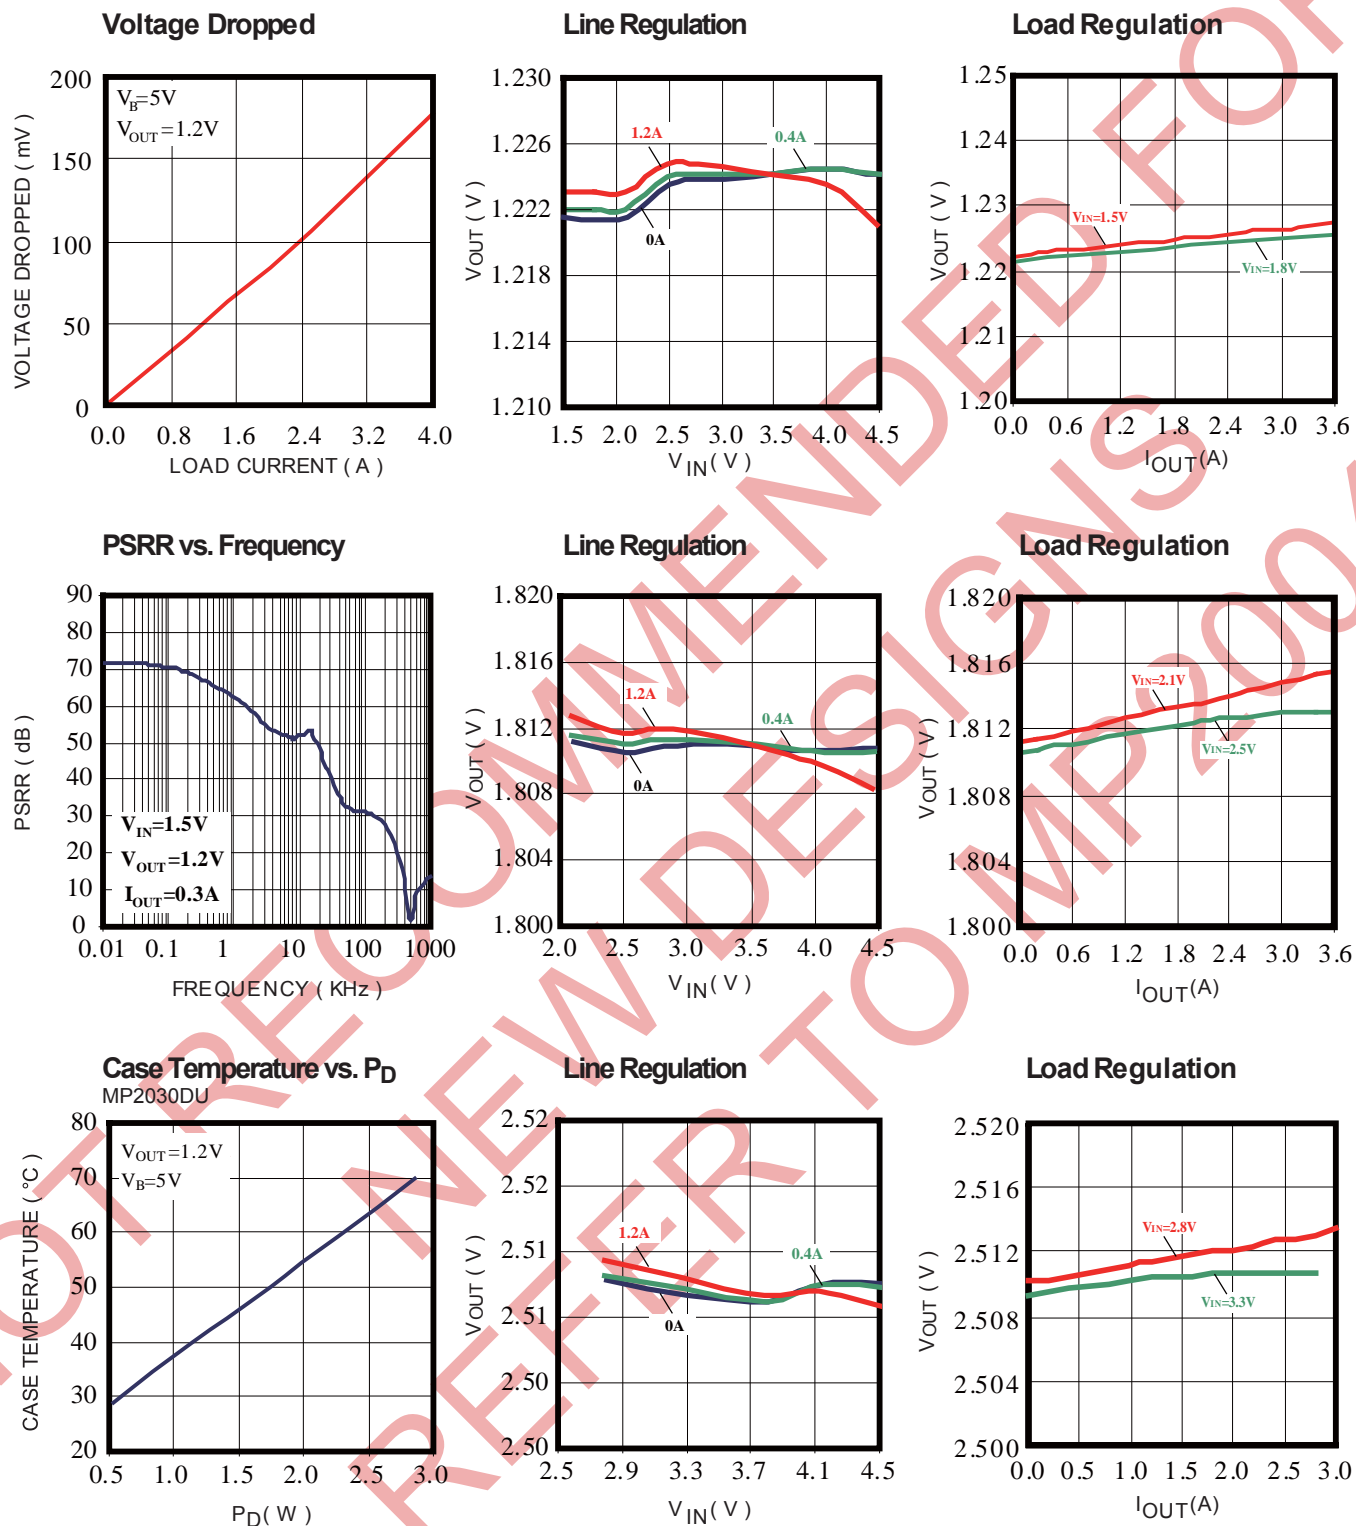 Voltage Dropped
VOLTAGE DROPPED ( mV )
200
150
100
50
0
VB=5V
VOUT=1.2V
0.0 0.8 1.6 2.4 3.2 4.0
LOAD CURRENT ( A )
Line Regulation
VOUT ( V )
1.230
1.226
1.222
1.218
1.214
1.210
1.2A
0.4A
0A
1.5 2.0 2.5 3.0 3.5 4.0 4.5
VIN ( V )
Load Regulation
VOUT ( V )
1.25
1.24
1.23
1.22
1.21
1.20
VIN=1.5V
VIN=1.8V
0.0 0.6 1.2 1.8 2.4 3.0 3.6
IOUT(A)
PSRR vs. Frequency
PSRR ( dB )
90
80
70
60
50
40
30
20
10
0
VIN=1.5V
VOUT=1.2V
IOUT=0.3A
0.01 0.1 1 10 100 1000
FREQUENCY ( KHz )
Line Regulation
VOUT ( V )
1.820
1.816
1.812
1.808
1.804
1.800
1.2A
0.4A
0A
2.0 2.5 3.0 3.5 4.0 4.5
VIN ( V )
Load Regulation
VOUT ( V )
1.820
1.816
1.812
1.808
1.804
1.800
VIN=2.1V
VIN=2.5V
0.0 0.6 1.2 1.8 2.4 3.0 3.6
IOUT(A)
Case Temperature vs. PD
MP2030DU
CASE TEMPERATURE ( °C )
80
70
60
50
40
30
20
VOUT=1.2V
VB=5V
0.5 1.0 1.5 2.0 2.5 3.0
PD( W )
Line Regulation
VOUT ( V )
2.52
2.52
2.51
2.51
2.50
2.50
1.2A
0.4A
0A
2.5 2.9 3.3 3.7 4.1 4.5
VIN ( V )
Load Regulation
VOUT ( V )
2.520
2.516
2.512
2.508
2.504
2.500
VIN=2.8V
VIN=3.3V
0.0 0.5 1.0 1.5 2.0 2.5 3.0
IOUT(A)
NOT RECOMMENDED FOR
NEW DESIGNS
REFER TO MP2004